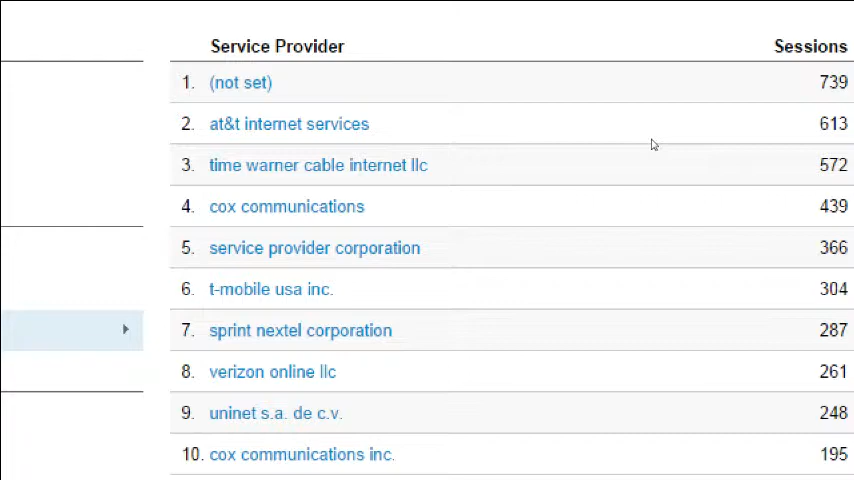 Service Provider Sessions
1. (not set) 739
2. at&t internet services 613
3. time warner cable internet llc 572
4. cox communications 439
5. service provider corporation 366
6. t-mobile usa inc. 304
7. sprint nextel corporation 287
8. verizon online llc 261
9. uninet s.a. de c.v. 248
10. cox communications inc. 195